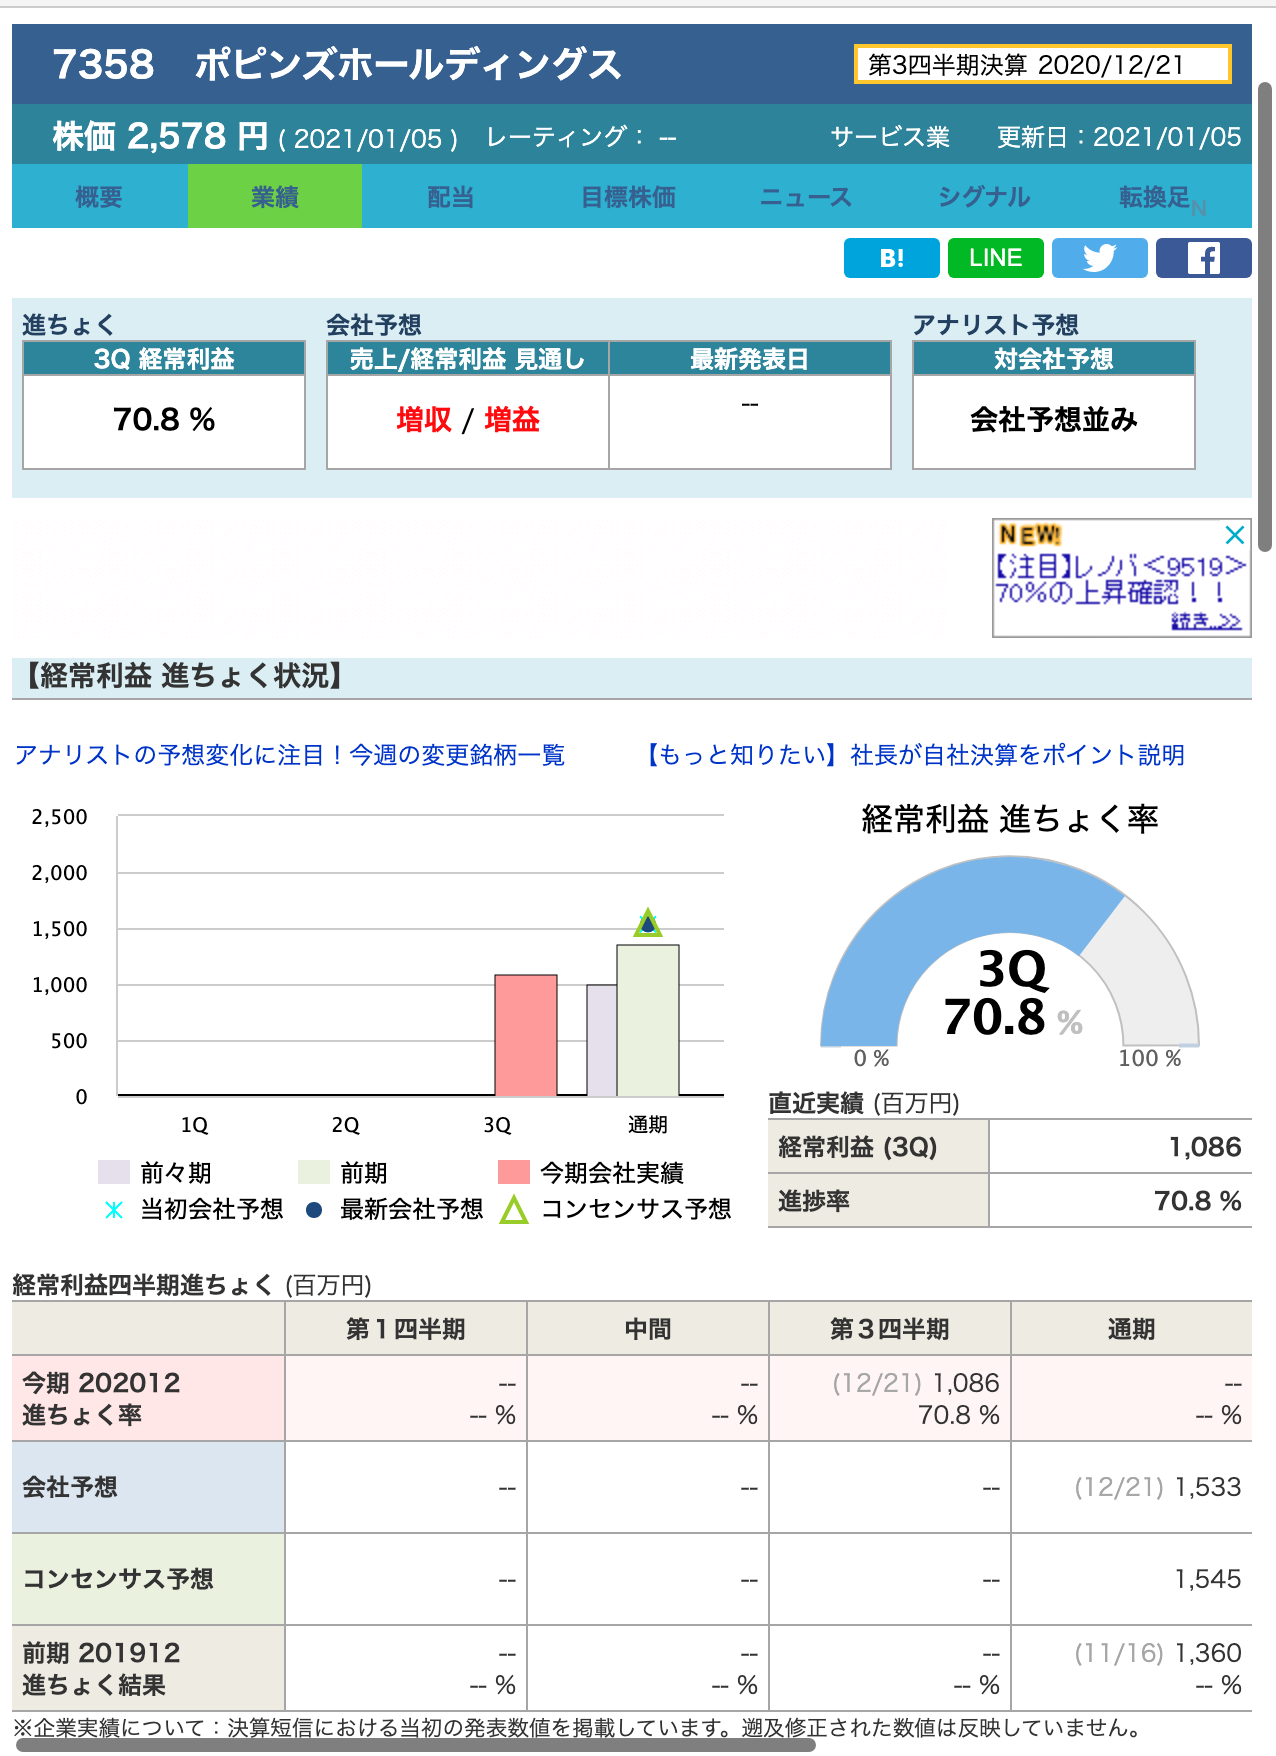 7358 ポピンズホールディングス
第3四半期決算 2020/12/21
株価 2,578 円 ( 2021/01/05 ) レーティング： --
サービス業 更新日：2021/01/05
概要 業績 配当 目標株価 ニュース シグナル 転換足 N
B! LINE
進ちょく
3Q 経常利益
70.8 %
会社予想
売上/経常利益 見通し 最新発表日
増収 / 増益 --
アナリスト予想
対会社予想
会社予想並み
NEW!
【注目】レノバ<9519>
70%の上昇確認！！
続き..>>
【経常利益 進ちょく状況】
アナリストの予想変化に注目！今週の変更銘柄一覧
【もっと知りたい】社長が自社決算をポイント説明
2,500
2,000
1,500
1,000
500
0
1Q 2Q 3Q 通期
前々期 前期 今期会社実績
当初会社予想 最新会社予想 コンセンサス予想
経常利益 進ちょく率
3Q
70.8 %
0 % 100 %
直近実績 (百万円)
経常利益 (3Q) 1,086
進捗率 70.8 %
経常利益四半期進ちょく (百万円)
第１四半期 中間 第３四半期 通期
今期 202012 -- -- (12/21) 1,086 --
進ちょく率 -- % -- % 70.8 % -- %
会社予想 -- -- -- (12/21) 1,533
コンセンサス予想 -- -- -- 1,545
前期 201912 -- -- -- (11/16) 1,360
進ちょく結果 -- % -- % -- % -- %
※企業実績について：決算短信における当初の発表数値を掲載しています。遡及修正された数値は反映していません。